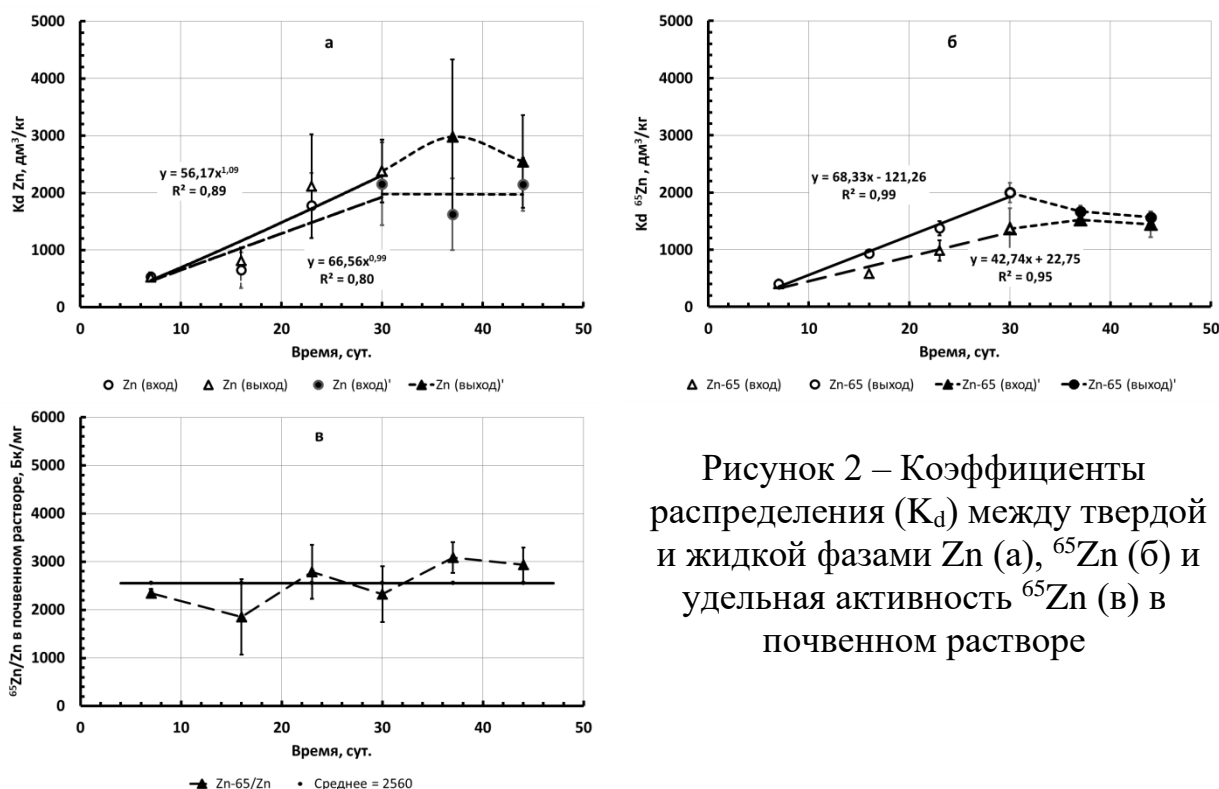 а
5000
4000
3000
2000
1000
0
Kd Zn, дм³/кг
y = 56,17x^1,09
R² = 0,89
y = 66,56x^0,99
R² = 0,80
0 10 20 30 40 50
Время, сут.
Zn (вход) Zn (выход) Zn (вход)' Zn (выход)'
б
5000
4000
3000
2000
1000
0
Kd ⁶⁵Zn, дм³/кг
y = 68,33x - 121,26
R² = 0,99
y = 42,74x + 22,75
R² = 0,95
0 10 20 30 40 50
Время, сут.
Zn-65 (вход) Zn-65 (выход) Zn-65 (вход)' Zn-65 (выход)'
в
6000
5000
4000
3000
2000
1000
0
⁶⁵Zn/Zn в почвенном растворе, Бк/мг
0 10 20 30 40 50
Время, сут.
Zn-65/Zn Среднее = 2560
Рисунок 2 – Коэффициенты
распределения (Kd) между твердой
и жидкой фазами Zn (а), ⁶⁵Zn (б) и
удельная активность ⁶⁵Zn (в) в
почвенном растворе